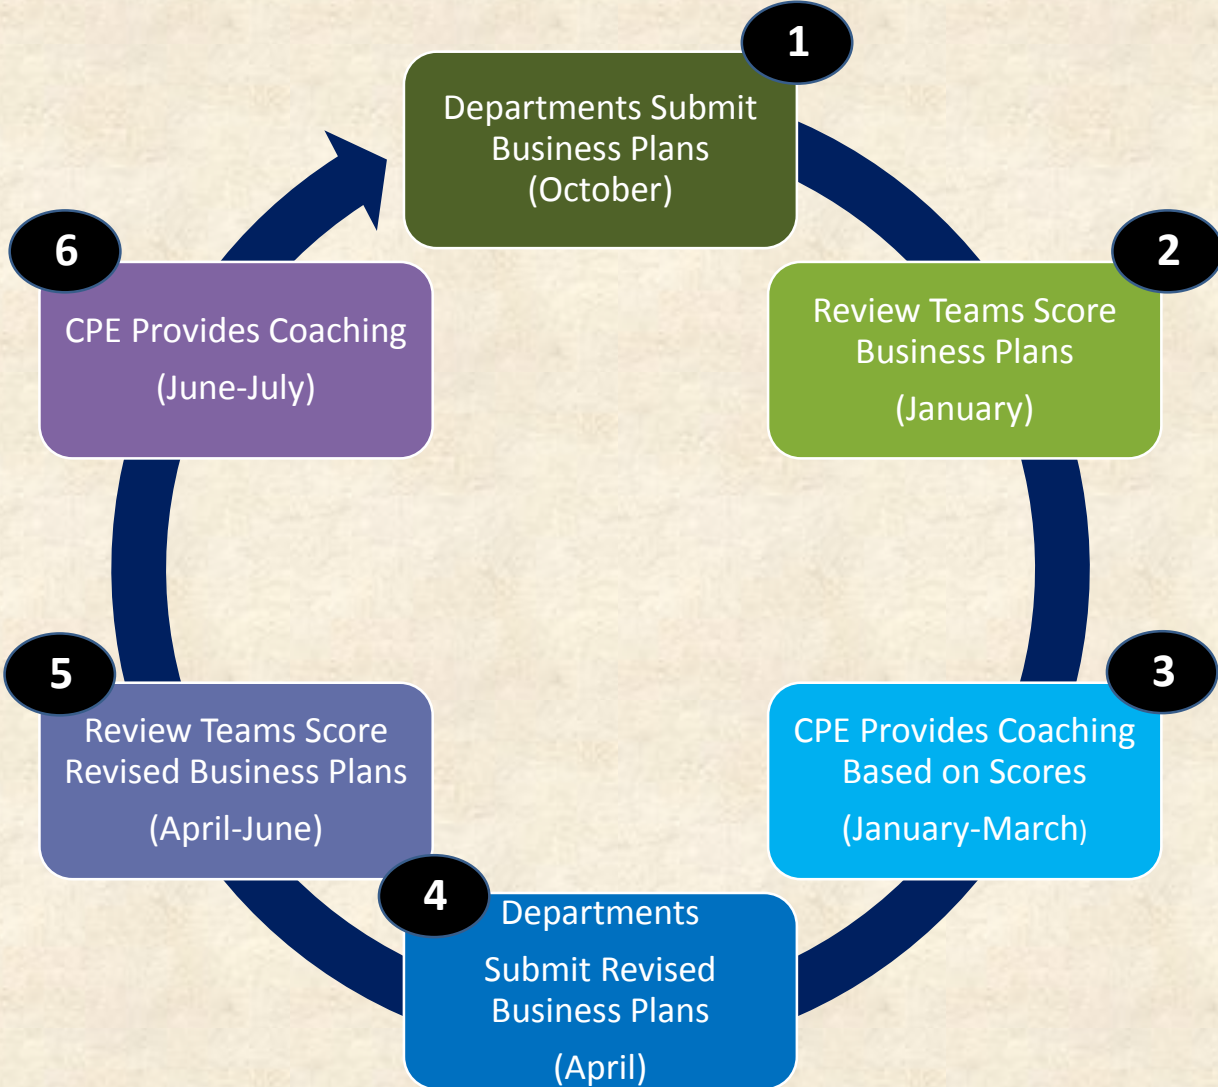 1
Departments Submit
Business Plans
(October)
2
Review Teams Score
Business Plans
(January)
3
CPE Provides Coaching
Based on Scores
(January-March)
4
Departments
Submit Revised
Business Plans
(April)
5
Review Teams Score
Revised Business Plans
(April-June)
6
CPE Provides Coaching
(June-July)